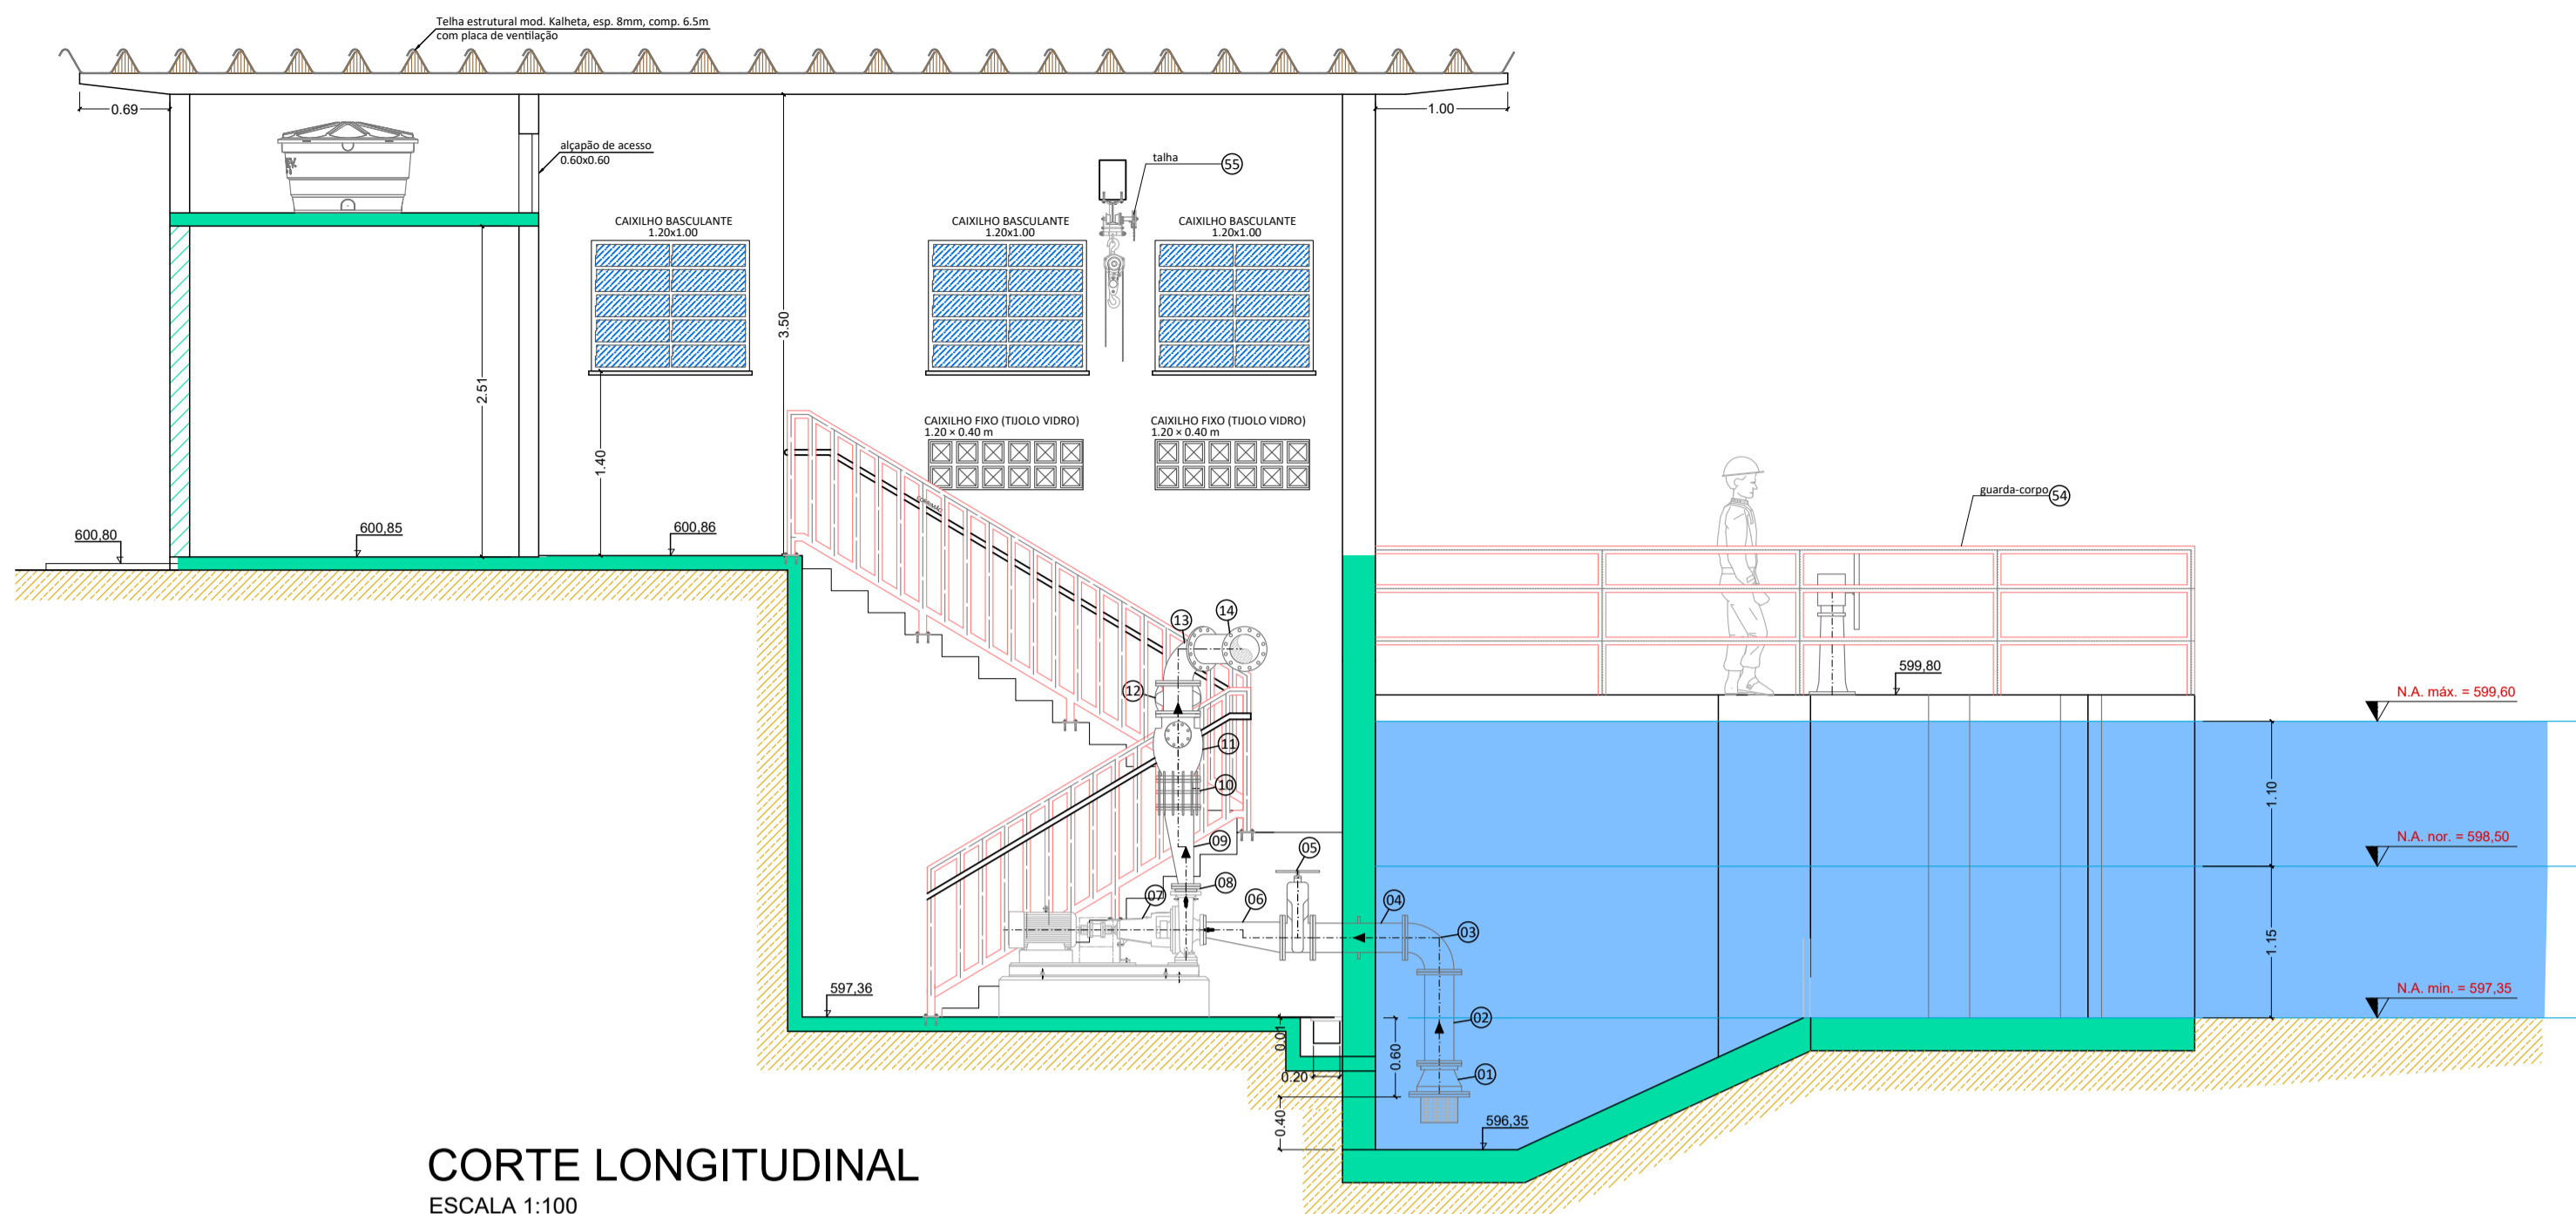 Telha estrutural mod. Kalheta, esp. 8mm, comp. 6.5m
com placa de ventilação
0.69
1.00
alçapão de acesso
0.60x0.60
talha
55
CAIXILHO BASCULANTE
1.20x1.00
CAIXILHO BASCULANTE
1.20x1.00
CAIXILHO BASCULANTE
1.20x1.00
3.50
2.51
1.40
CAIXILHO FIXO (TIJOLO VIDRO)
1.20 × 0.40 m
CAIXILHO FIXO (TIJOLO VIDRO)
1.20 × 0.40 m
CORRIMÃO
guarda-corpo
54
600,80
600,85
600,86
14
13
12
11
10
09
08
07
06
05
04
03
02
01
599,80
N.A. máx. = 599,60
1.10
N.A. nor. = 598,50
1.15
N.A. min. = 597,35
597,36
0.01
0.20
0.60
0.40
596,35
CORTE LONGITUDINAL
ESCALA 1:100